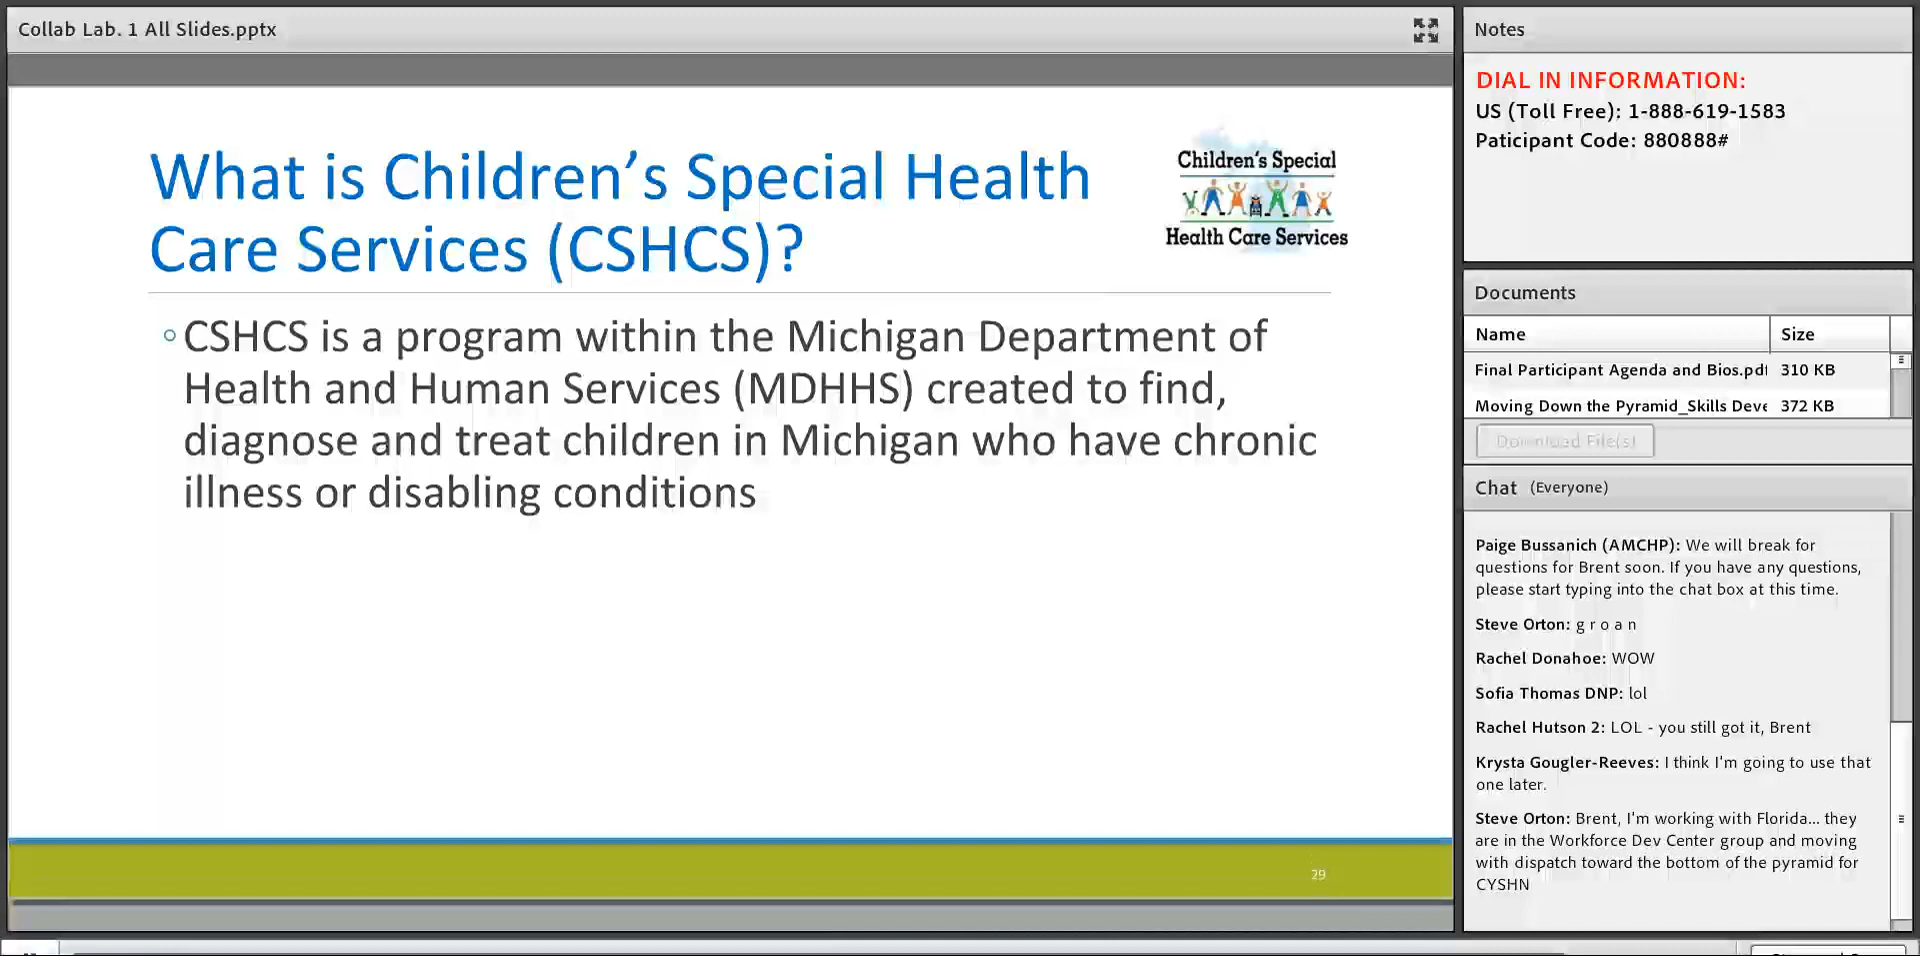 Collab Lab. 1 All Slides.pptx
What is Children's Special Health
Care Services (CSHCS)?
Children's Special
Health Care Services
CSHCS is a program within the Michigan Department of
Health and Human Services (MDHHS) created to find,
diagnose and treat children in Michigan who have chronic
illness or disabling conditions
29
Notes
DIAL IN INFORMATION:
US (Toll Free): 1-888-619-1583
Paticipant Code: 880888#
Documents
Name Size
Final Participant Agenda and Bios.pdf 310 KB
Moving Down the Pyramid_Skills Deve 372 KB
Download File(s)
Chat (Everyone)
Paige Bussanich (AMCHP): We will break for
questions for Brent soon. If you have any questions,
please start typing into the chat box at this time.
Steve Orton: g r o a n
Rachel Donahoe: WOW
Sofia Thomas DNP: lol
Rachel Hutson 2: LOL - you still got it, Brent
Krysta Gougler-Reeves: I think I'm going to use that
one later.
Steve Orton: Brent, I'm working with Florida... they
are in the Workforce Dev Center group and moving
with dispatch toward the bottom of the pyramid for
CYSHN